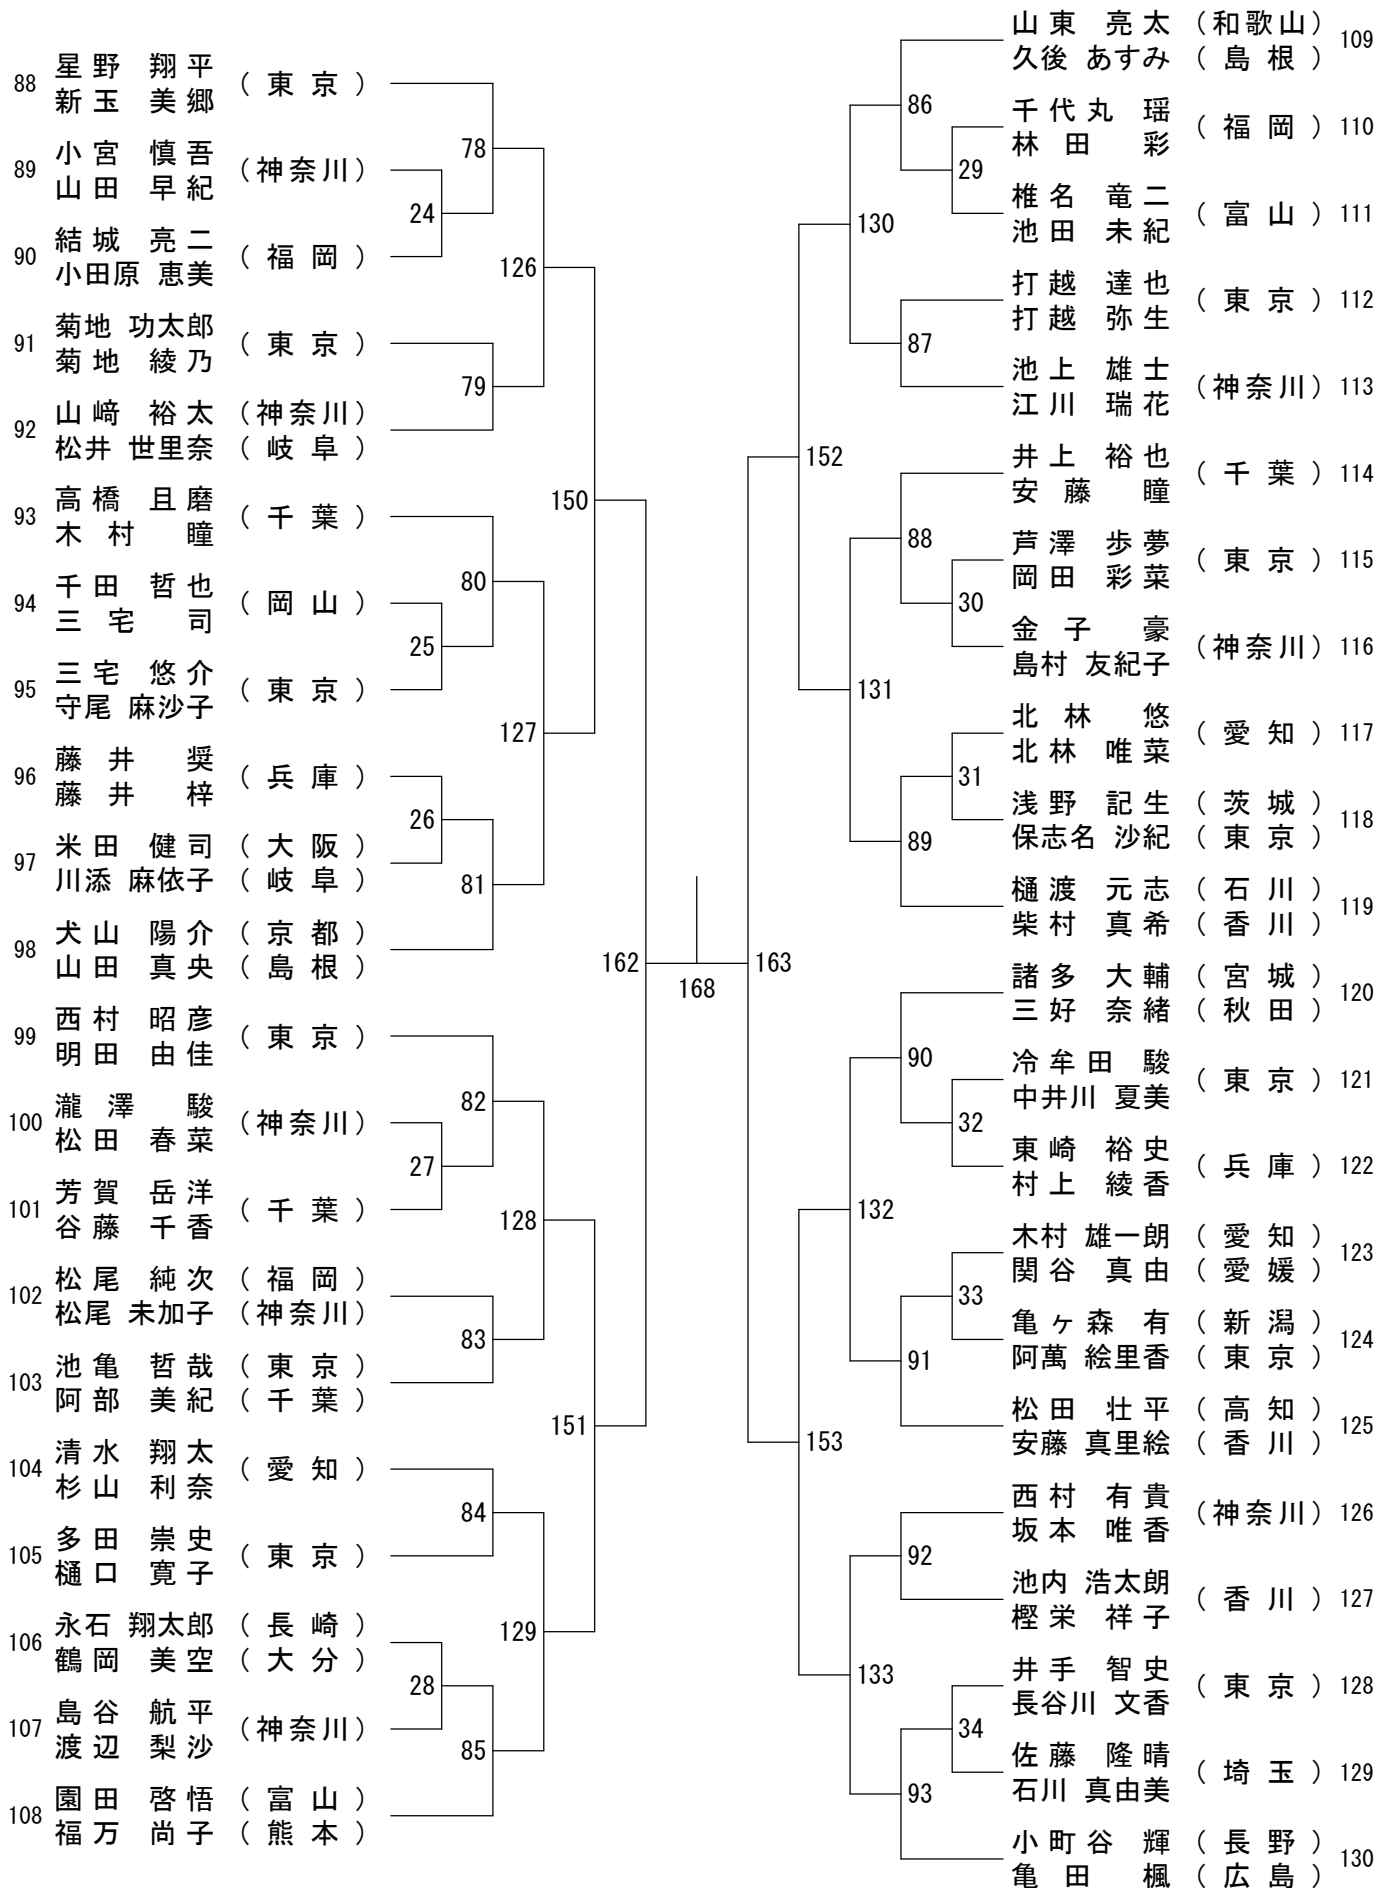 88 星野 翔平 (東京)
新玉 美郷
89 小宮 慎吾 (神奈川)
山田 早紀
90 結城 亮二 (福岡)
小田原 恵美
91 菊地 功太郎 (東京)
菊地 綾乃
92 山﨑 裕太 (神奈川)
松井 世里奈 (岐阜)
93 高橋 且磨 (千葉)
木村 瞳
94 千田 哲也 (岡山)
三宅 司
95 三宅 悠介 (東京)
守尾 麻沙子
96 藤井 奨 (兵庫)
藤井 梓
97 米田 健司 (大阪)
川添 麻依子 (岐阜)
98 犬山 陽介 (京都)
山田 真央 (島根)
99 西村 昭彦 (東京)
明田 由佳
100 瀧澤 駿 (神奈川)
松田 春菜
101 芳賀 岳洋 (千葉)
谷藤 千香
102 松尾 純次 (福岡)
松尾 未加子 (神奈川)
103 池亀 哲哉 (東京)
阿部 美紀 (千葉)
104 清水 翔太 (愛知)
杉山 利奈
105 多田 崇史 (東京)
樋口 寛子
106 永石 翔太郎 (長崎)
鶴岡 美空 (大分)
107 島谷 航平 (神奈川)
渡辺 梨沙
108 園田 啓悟 (富山)
福万 尚子 (熊本)
24
25
26
27
28
78
79
80
81
82
83
84
85
126
127
128
129
150
151
162
168
163
152
153
130
131
132
133
86
87
88
89
90
91
92
93
29
30
31
32
33
34
山東 亮太 (和歌山) 109
久後 あすみ (島根)
千代丸 瑶 (福岡) 110
林田 彩
椎名 竜二 (富山) 111
池田 未紀
打越 達也 (東京) 112
打越 弥生
池上 雄士 (神奈川) 113
江川 瑞花
井上 裕也 (千葉) 114
安藤 瞳
芦澤 歩夢 (東京) 115
岡田 彩菜
金子 豪 (神奈川) 116
島村 友紀子
北林 悠 (愛知) 117
北林 唯菜
浅野 記生 (茨城) 118
保志名 沙紀 (東京)
樋渡 元志 (石川) 119
柴村 真希 (香川)
諸多 大輔 (宮城) 120
三好 奈緒 (秋田)
冷牟田 駿 (東京) 121
中井川 夏美
東崎 裕史 (兵庫) 122
村上 綾香
木村 雄一朗 (愛知) 123
関谷 真由 (愛媛)
亀ヶ森 有 (新潟) 124
阿萬 絵里香 (東京)
松田 壮平 (高知) 125
安藤 真里絵 (香川)
西村 有貴 (神奈川) 126
坂本 唯香
池内 浩太朗 (香川) 127
樫栄 祥子
井手 智史 (東京) 128
長谷川 文香
佐藤 隆晴 (埼玉) 129
石川 真由美
小町谷 輝 (長野) 130
亀田 楓 (広島)